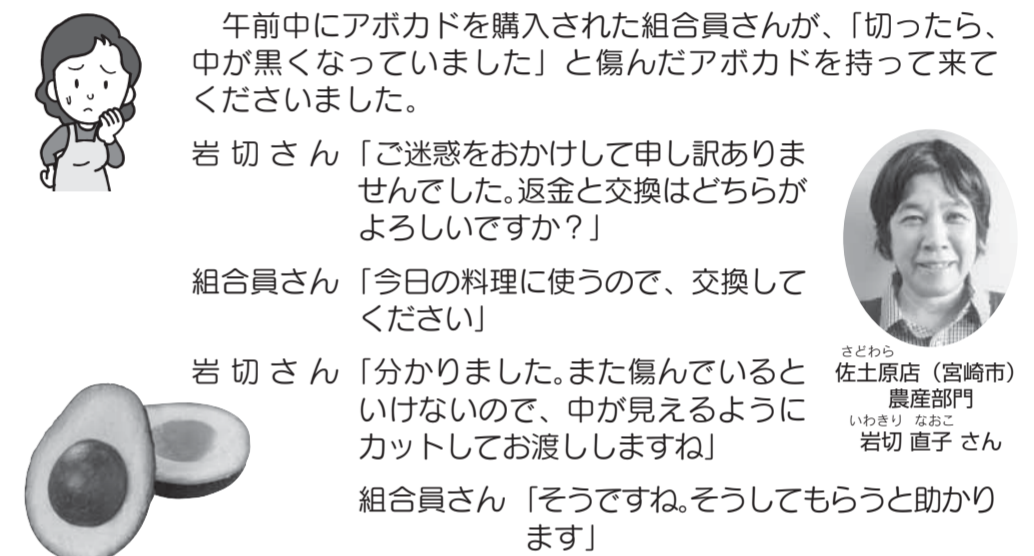 午前中にアボカドを購入された組合員さんが、「切ったら、
中が黒くなっていました」と傷んだアボカドを持って来て
くださいました。
岩切さん「ご迷惑をおかけして申し訳ありま
せんでした。返金と交換はどちらが
よろしいですか？」
組合員さん「今日の料理に使うので、交換して
ください」
岩切さん「分かりました。また傷んでいると
いけないので、中が見えるように
カットしてお渡ししますね」
組合員さん「そうですね。そうしてもらうと助かり
ます」
さどわら
佐土原店（宮崎市）
農産部門
いわきり なおこ
岩切 直子 さん